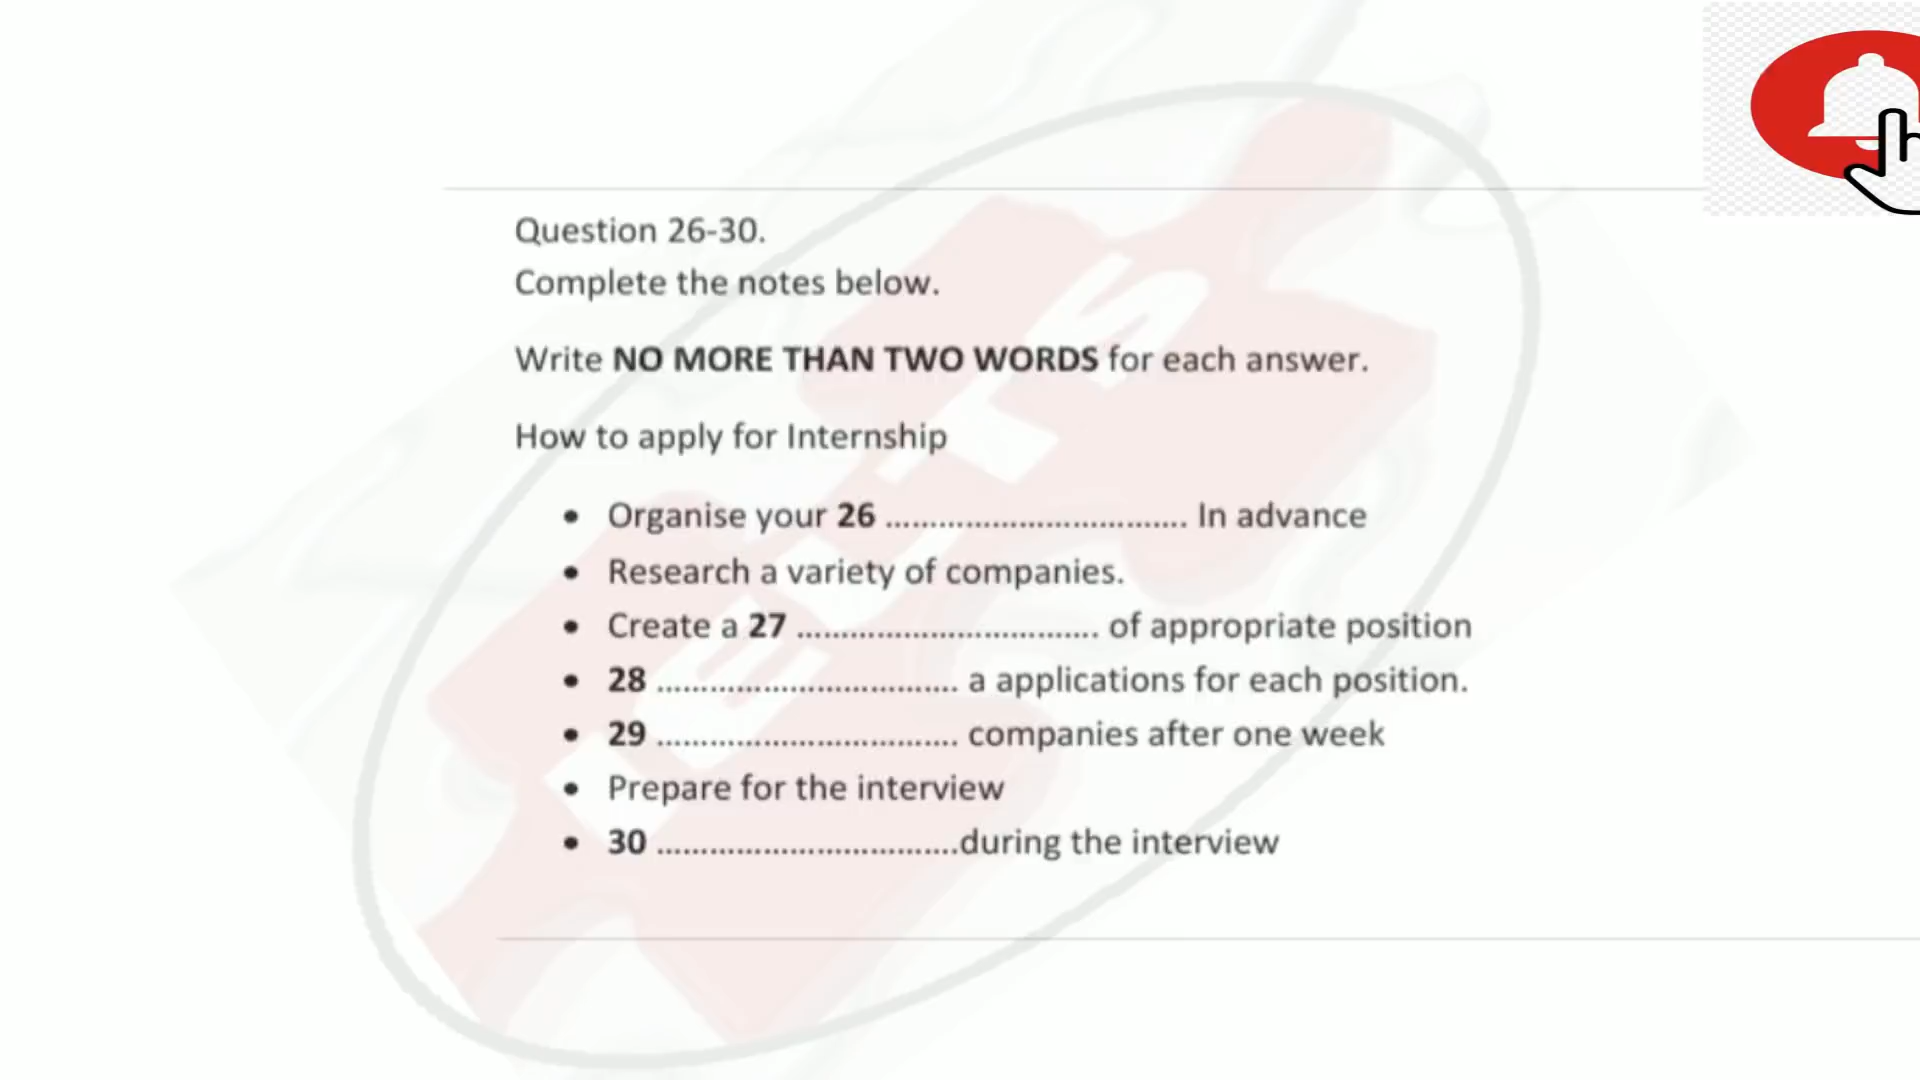 Question 26-30.
Complete the notes below.
Write NO MORE THAN TWO WORDS for each answer.
How to apply for Internship
• Organise your 26 .................................. In advance
• Research a variety of companies.
• Create a 27 .................................. of appropriate position
• 28 .................................. a applications for each position.
• 29 .................................. companies after one week
• Prepare for the interview
• 30 ..................................during the interview
IELTS